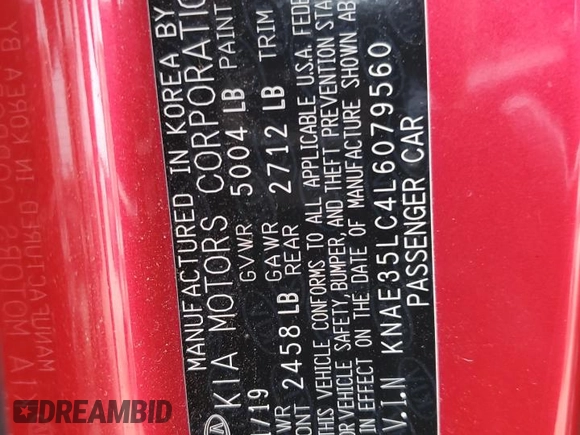 MANUFACTURED IN KOREA BY
KIA MOTORS CORPORATION
/19 GVWR 5004 LB PAINT
GAWR 2712 LB TRIM
2458 LB REAR
THIS VEHICLE CONFORMS TO ALL APPLICABLE U.S.A. FEDE
VEHICLE SAFETY, BUMPER, AND THEFT PREVENTION STA
IN EFFECT ON THE DATE OF MANUFACTURE SHOWN AB
V.I.N KNAE35LC4L6079560
PASSENGER CAR
DREAMBID